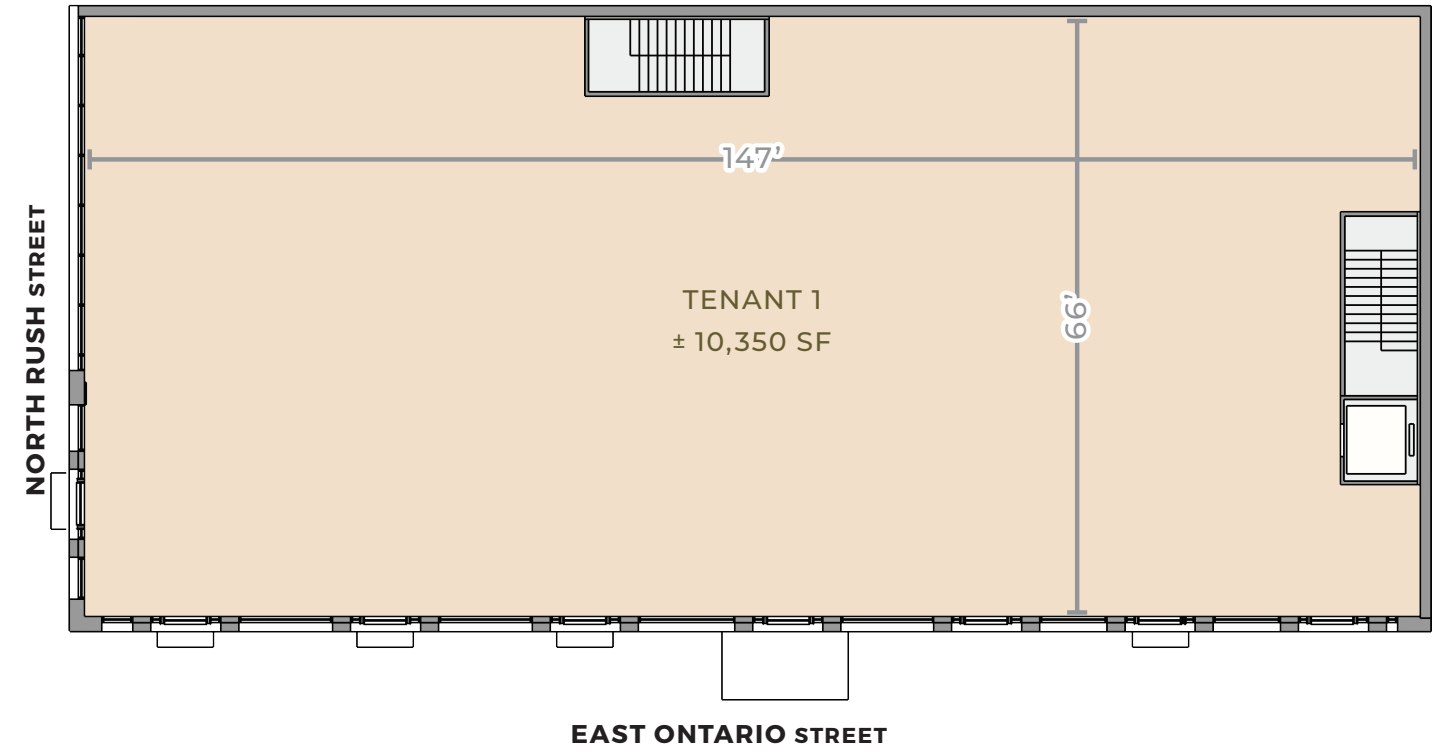 147’
NORTH RUSH STREET
TENANT 1
± 10,350 SF
66’
EAST ONTARIO STREET